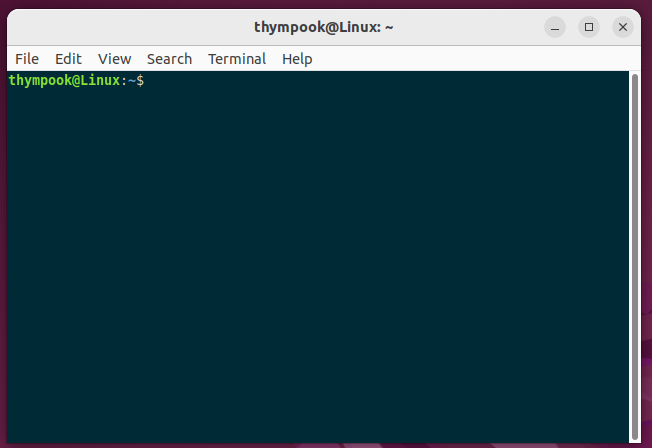 thympook@Linux: ~
File Edit View Search Terminal Help
thympook@Linux:~$